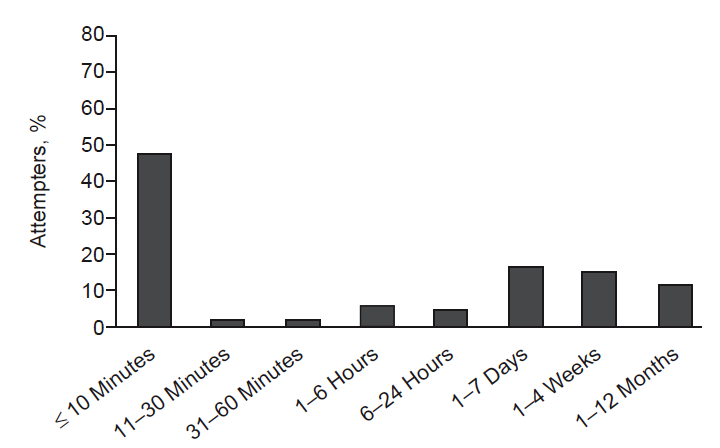 80
70
60
50
40
30
20
10
0
Attempters, %
≤ 10 Minutes
11–30 Minutes
31–60 Minutes
1–6 Hours
6–24 Hours
1–7 Days
1–4 Weeks
1–12 Months